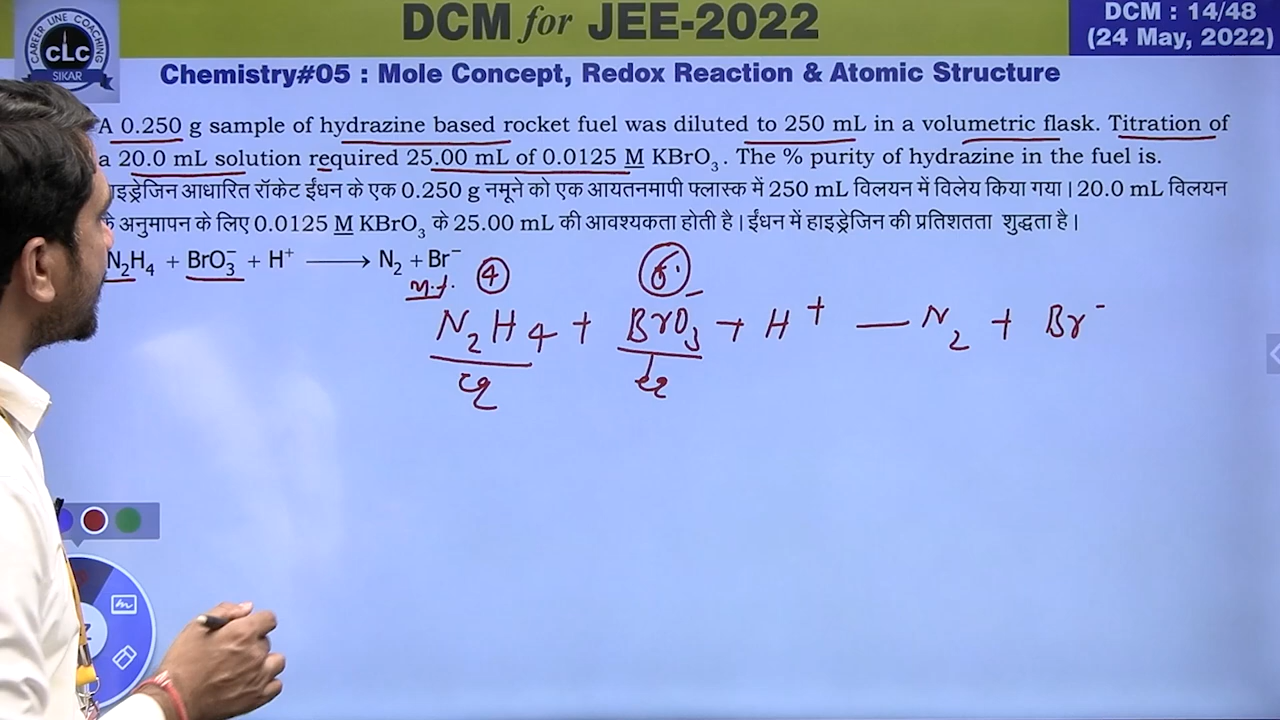 DCM for JEE-2022
DCM : 14/48
(24 May, 2022)
CAREER LINE COACHING
CLC
SIKAR
Chemistry#05 : Mole Concept, Redox Reaction & Atomic Structure
A 0.250 g sample of hydrazine based rocket fuel was diluted to 250 mL in a volumetric flask. Titration of
a 20.0 mL solution required 25.00 mL of 0.0125 M KBrO₃. The % purity of hydrazine in the fuel is.
आधारित रॉकेट ईंधन के एक 0.250 g नमूने को एक आयतनमापी फ्लास्क में 250 mL विलयन में विलेय किया गया। 20.0 mL विलयन
अनुमापन के लिए 0.0125 M KBrO₃ के 25.00 mL की आवश्यकता होती है। ईंधन में हाइड्रेजिन की प्रतिशतता शुद्धता है।
N₂H₄ + BrO₃⁻ + H⁺ ⟶ N₂ + Br⁻
n.f. 4 6
N₂H₄ + BrO₃⁻ + H⁺ — N₂ + Br⁻
eq eq